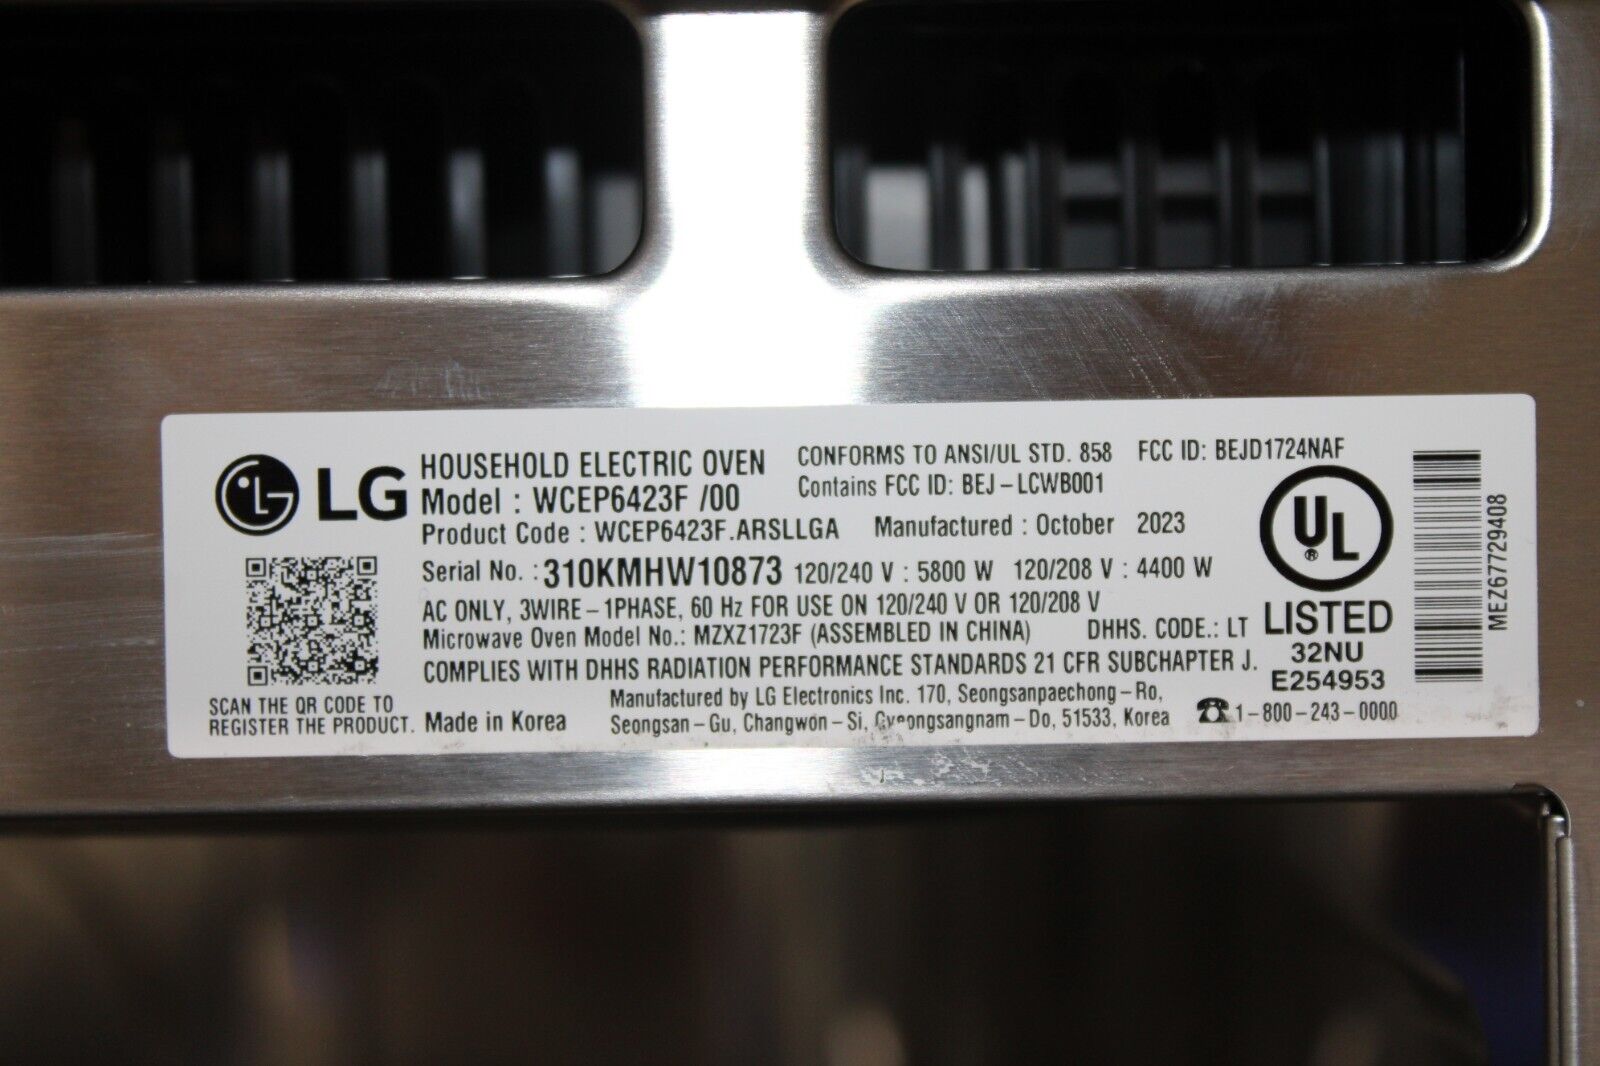 LG
HOUSEHOLD ELECTRIC OVEN
Model : WCEP6423F /00
Product Code : WCEP6423F.ARSLLGA Manufactured : October 2023
CONFORMS TO ANSI/UL STD. 858 FCC ID: BEJD1724NAF
Contains FCC ID: BEJ-LCWB001
Serial No. : 310KMHW10873 120/240 V : 5800 W 120/208 V : 4400 W
AC ONLY, 3WIRE-1PHASE, 60 Hz FOR USE ON 120/240 V OR 120/208 V
Microwave Oven Model No.: MZXZ1723F (ASSEMBLED IN CHINA) DHHS. CODE.: LT
COMPLIES WITH DHHS RADIATION PERFORMANCE STANDARDS 21 CFR SUBCHAPTER J.
SCAN THE QR CODE TO
REGISTER THE PRODUCT.
Made in Korea
Manufactured by LG Electronics Inc. 170, Seongsanpaechong-Ro,
Seongsan-Gu, Changwon-Si, Gyeongsangnam-Do, 51533, Korea
☎ 1-800-243-0000
UL ®
LISTED
32NU
E254953
MEZ67729408